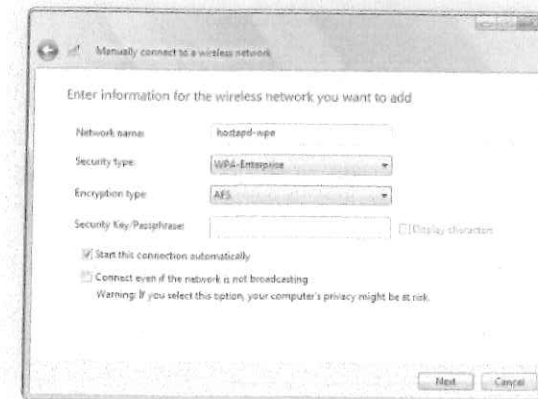 Manually connect to a wireless network
Enter information for the wireless network you want to add
Network name: hostapd-wpe
Security type: WPA-Enterprise
Encryption type: AES
Security Key/Passphrase: Display characters
Start this connection automatically
Connect even if the network is not broadcasting
Warning: If you select this option, your computer's privacy might be at risk.
Next Cancel